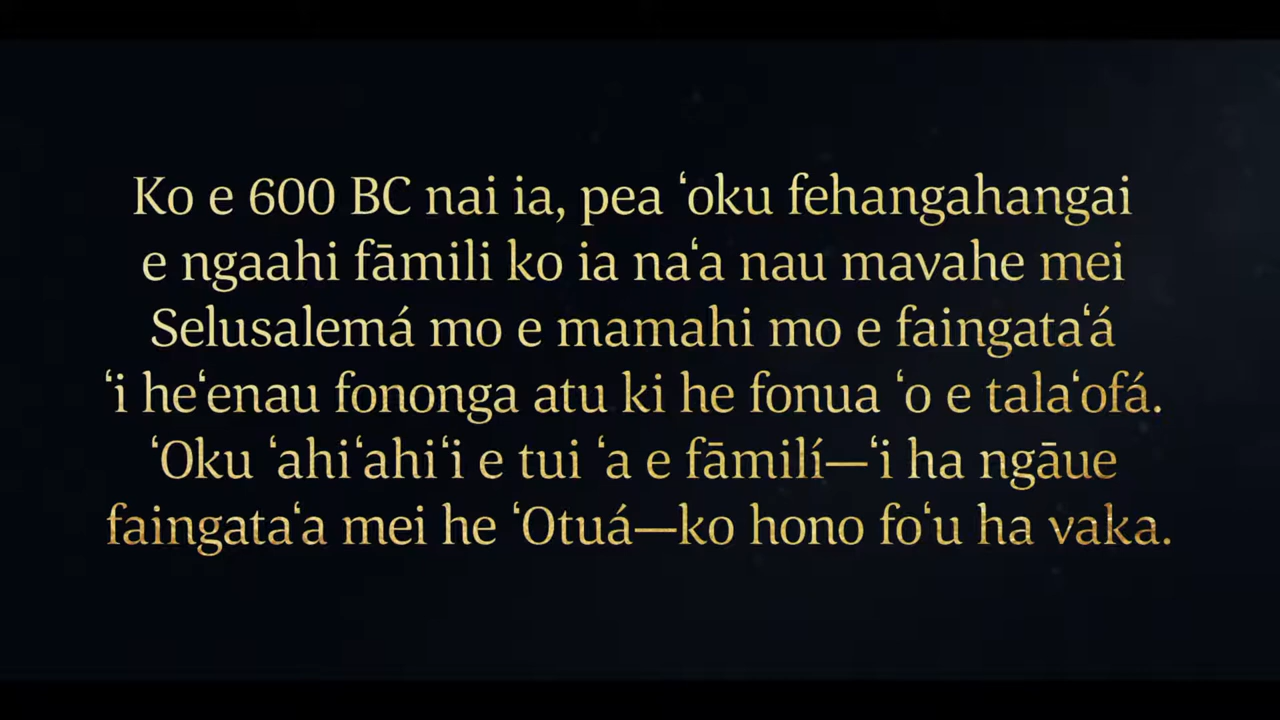 Ko e 600 BC nai ia, pea ʻoku fehangahangai
e ngaahi fāmili ko ia naʻa nau mavahe mei
Selusalemá mo e mamahi mo e faingataʻá
ʻi heʻenau fononga atu ki he fonua ʻo e talaʻofá.
ʻOku ʻahiʻahiʻi e tui ʻa e fāmilí—ʻi ha ngāue
faingataʻa mei he ʻOtuá—ko hono foʻu ha vaka.